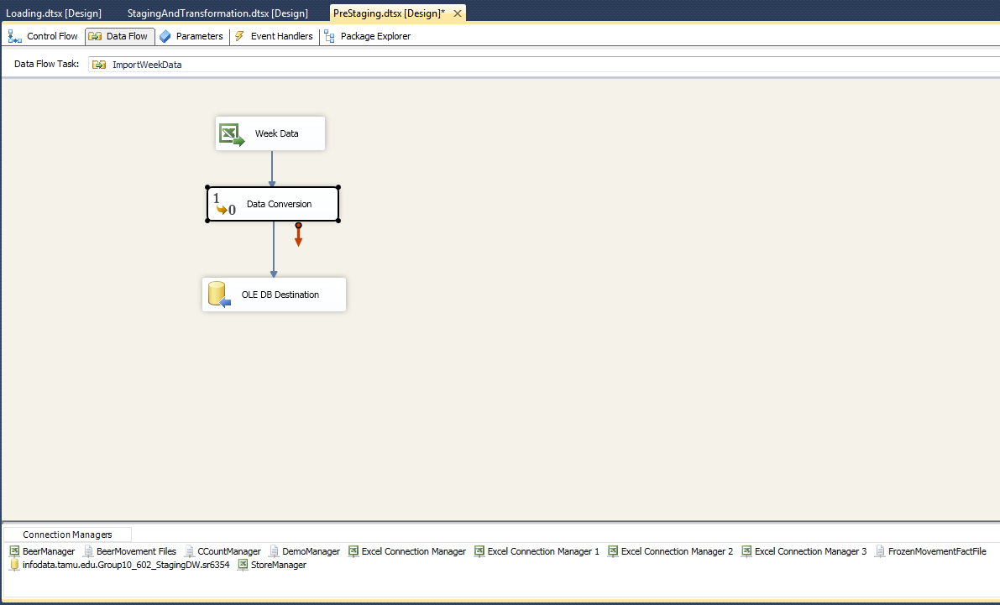 Loading.dtsx [Design] StagingAndTransformation.dtsx [Design] PreStaging.dtsx [Design]*
Control Flow Data Flow Parameters Event Handlers Package Explorer
Data Flow Task: ImportWeekData
Week Data
1
0 Data Conversion
OLE DB Destination
Connection Managers
BeerManager BeerMovement Files CCountManager DemoManager Excel Connection Manager Excel Connection Manager 1 Excel Connection Manager 2 Excel Connection Manager 3 FrozenMovementFactFile
infodata.tamu.edu.Group10_602_StagingDW.sr6354 StoreManager